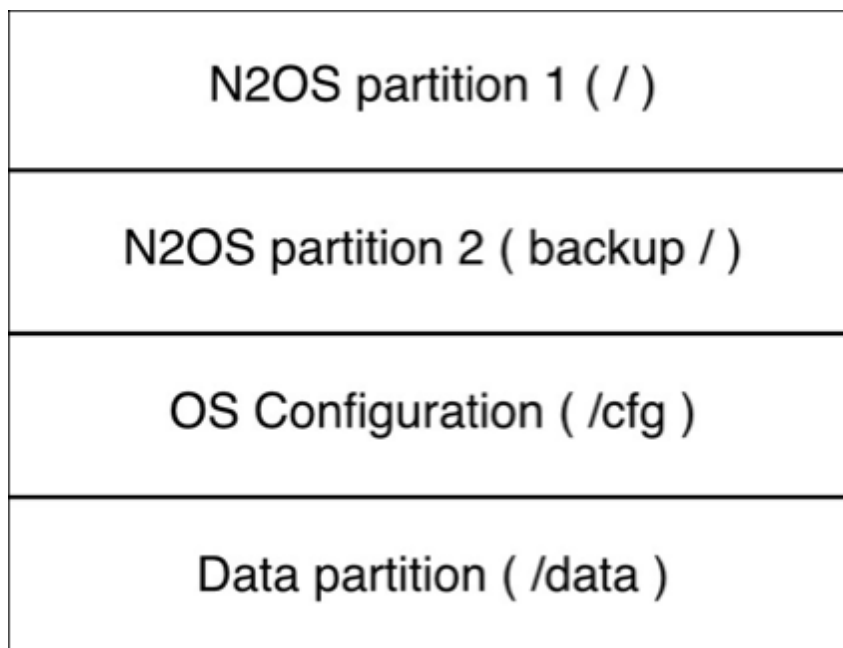 N2OS partition 1 ( / )
N2OS partition 2 ( backup / )
OS Configuration ( /cfg )
Data partition ( /data )